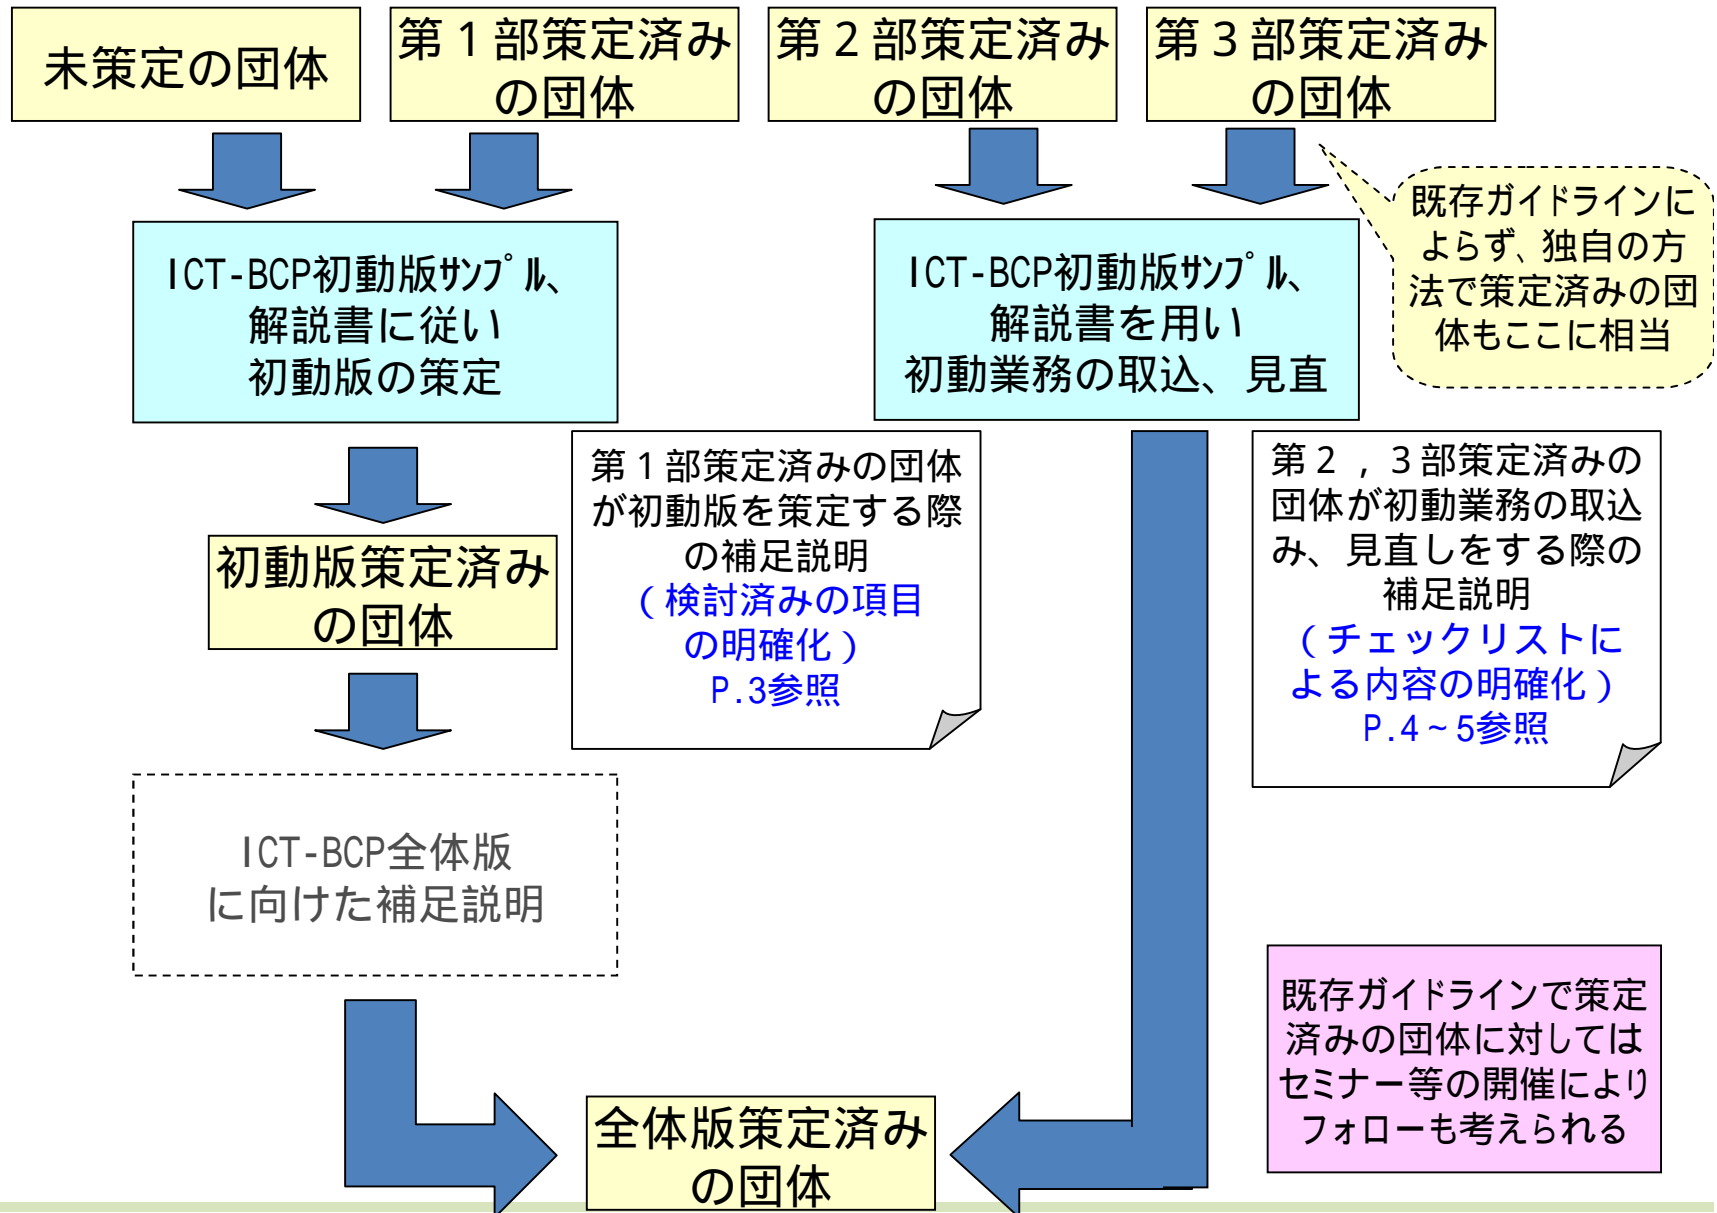 未策定の団体
第１部策定済み
の団体
第２部策定済み
の団体
第３部策定済み
の団体
既存ガイドラインに
よらず、独自の方
法で策定済みの団
体もここに相当
ICT-BCP初動版ｻﾝﾌﾟﾙ、
解説書に従い
初動版の策定
ICT-BCP初動版ｻﾝﾌﾟﾙ、
解説書を用い
初動業務の取込、見直
第１部策定済みの団体
が初動版を策定する際
の補足説明
（検討済みの項目
の明確化）
P.3参照
第２，３部策定済みの
団体が初動業務の取込
み、見直しをする際の
補足説明
（チェックリストに
よる内容の明確化）
P.4～5参照
初動版策定済み
の団体
ICT-BCP全体版
に向けた補足説明
既存ガイドラインで策定
済みの団体に対しては
セミナー等の開催により
フォローも考えられる
全体版策定済み
の団体